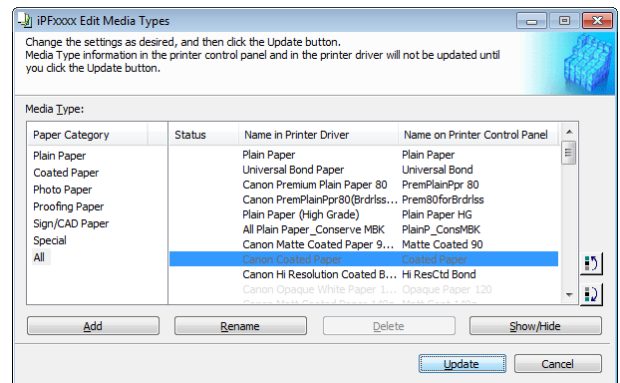 iPFxxxx Edit Media Types
Change the settings as desired, and then click the Update button.
Media Type information in the printer control panel and in the printer driver will not be updated until
you click the Update button.
Media Type:
Paper Category Status Name in Printer Driver Name on Printer Control Panel
Plain Paper
Coated Paper
Photo Paper
Proofing Paper
Sign/CAD Paper
Special
All
Plain Paper Plain Paper
Universal Bond Paper Universal Bond
Canon Premium Plain Paper 80 PremPlainPpr 80
Canon PremPlainPpr80(Brdrlss... Prem80forBrdrlss
Plain Paper (High Grade) Plain Paper HG
All Plain Paper_Conserve MBK PlainP_ConsMBK
Canon Matte Coated Paper 9... Matte Coated 90
Canon Coated Paper Coated Paper
Canon Hi Resolution Coated B... Hi ResCtd Bond
Canon Opaque White Paper 1... Opaque Paper 120
Add Rename Delete Show/Hide
Update Cancel